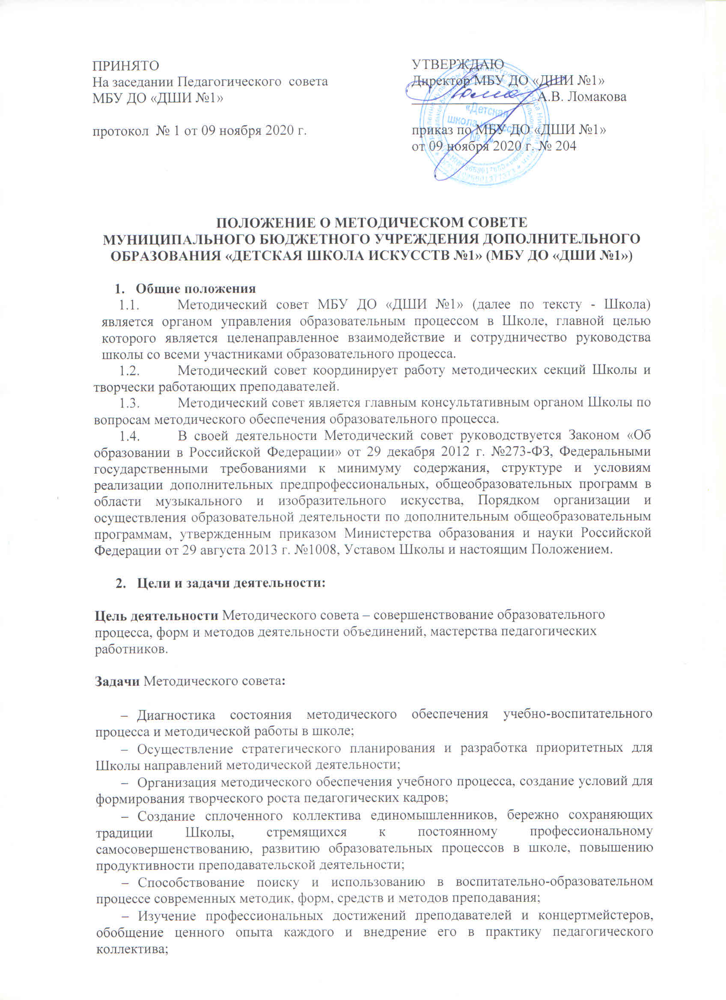 ПРИНЯТО
На заседании Педагогического совета
МБУ ДО «ДШИ №1»
протокол № 1 от 09 ноября 2020 г.
УТВЕРЖДАЮ
Директор МБУ ДО «ДШИ №1»
А.В. Ломакова
приказ по МБУ ДО «ДШИ №1»
от 09 ноября 2020 г. № 204
«Детская
школа искусств
№ 1»
ПОЛОЖЕНИЕ О МЕТОДИЧЕСКОМ СОВЕТЕ
МУНИЦИПАЛЬНОГО БЮДЖЕТНОГО УЧРЕЖДЕНИЯ ДОПОЛНИТЕЛЬНОГО
ОБРАЗОВАНИЯ «ДЕТСКАЯ ШКОЛА ИСКУССТВ №1» (МБУ ДО «ДШИ №1»)
1. Общие положения
1.1. Методический совет МБУ ДО «ДШИ №1» (далее по тексту - Школа)
является органом управления образовательным процессом в Школе, главной целью
которого является целенаправленное взаимодействие и сотрудничество руководства
школы со всеми участниками образовательного процесса.
1.2. Методический совет координирует работу методических секций Школы и
творчески работающих преподавателей.
1.3. Методический совет является главным консультативным органом Школы по
вопросам методического обеспечения образовательного процесса.
1.4. В своей деятельности Методический совет руководствуется Законом «Об
образовании в Российской Федерации» от 29 декабря 2012 г. №273-ФЗ, Федеральными
государственными требованиями к минимуму содержания, структуре и условиям
реализации дополнительных предпрофессиональных, общеобразовательных программ в
области музыкального и изобразительного искусства, Порядком организации и
осуществления образовательной деятельности по дополнительным общеобразовательным
программам, утвержденным приказом Министерства образования и науки Российской
Федерации от 29 августа 2013 г. №1008, Уставом Школы и настоящим Положением.
2. Цели и задачи деятельности:
Цель деятельности Методического совета – совершенствование образовательного
процесса, форм и методов деятельности объединений, мастерства педагогических
работников.
Задачи Методического совета:
– Диагностика состояния методического обеспечения учебно-воспитательного
процесса и методической работы в школе;
– Осуществление стратегического планирования и разработка приоритетных для
Школы направлений методической деятельности;
– Организация методического обеспечения учебного процесса, создание условий для
формирования творческого роста педагогических кадров;
– Создание сплоченного коллектива единомышленников, бережно сохраняющих
традиции Школы, стремящихся к постоянному профессиональному
самосовершенствованию, развитию образовательных процессов в школе, повышению
продуктивности преподавательской деятельности;
– Способствование поиску и использованию в воспитательно-образовательном
процессе современных методик, форм, средств и методов преподавания;
– Изучение профессиональных достижений преподавателей и концертмейстеров,
обобщение ценного опыта каждого и внедрение его в практику педагогического
коллектива;